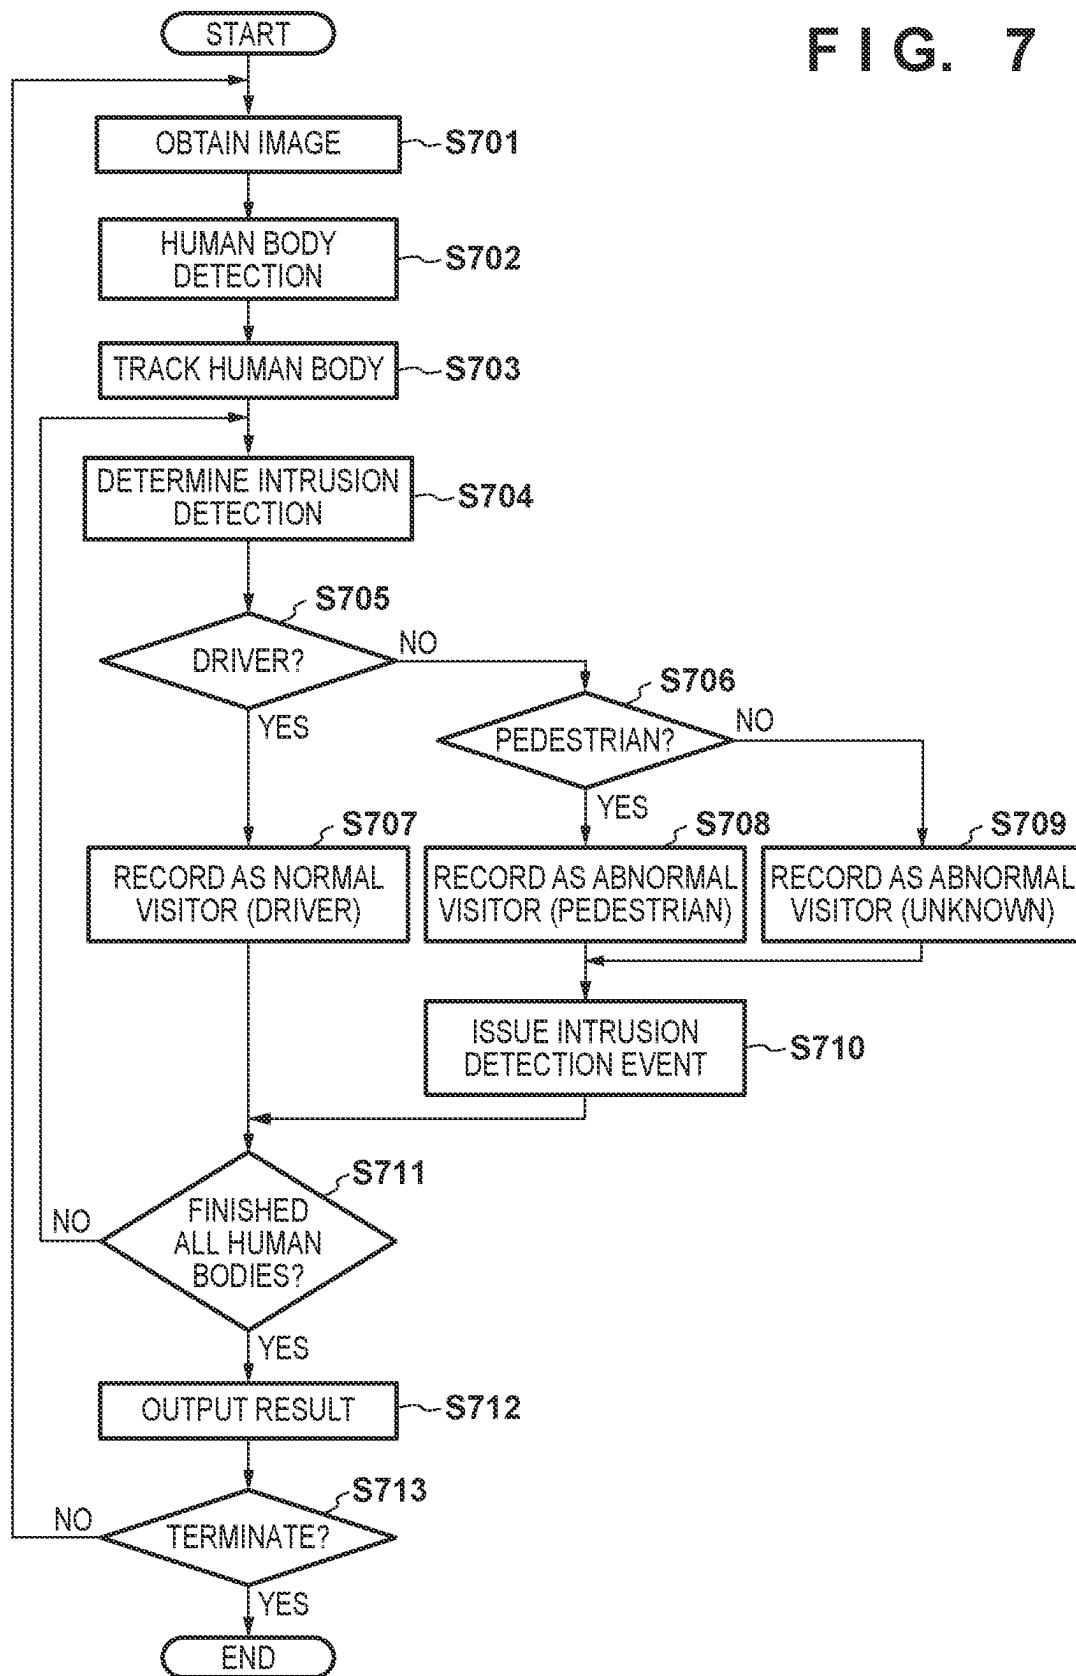 FIG. 7
START
OBTAIN IMAGE
S701
HUMAN BODY
DETECTION
S702
TRACK HUMAN BODY
S703
DETERMINE INTRUSION
DETECTION
S704
S705
DRIVER?
NO
YES
S706
PEDESTRIAN?
NO
YES
S707
RECORD AS NORMAL
VISITOR (DRIVER)
S708
RECORD AS ABNORMAL
VISITOR (PEDESTRIAN)
S709
RECORD AS ABNORMAL
VISITOR (UNKNOWN)
ISSUE INTRUSION
DETECTION EVENT
S710
S711
FINISHED
ALL HUMAN
BODIES?
NO
YES
OUTPUT RESULT
S712
S713
TERMINATE?
NO
YES
END